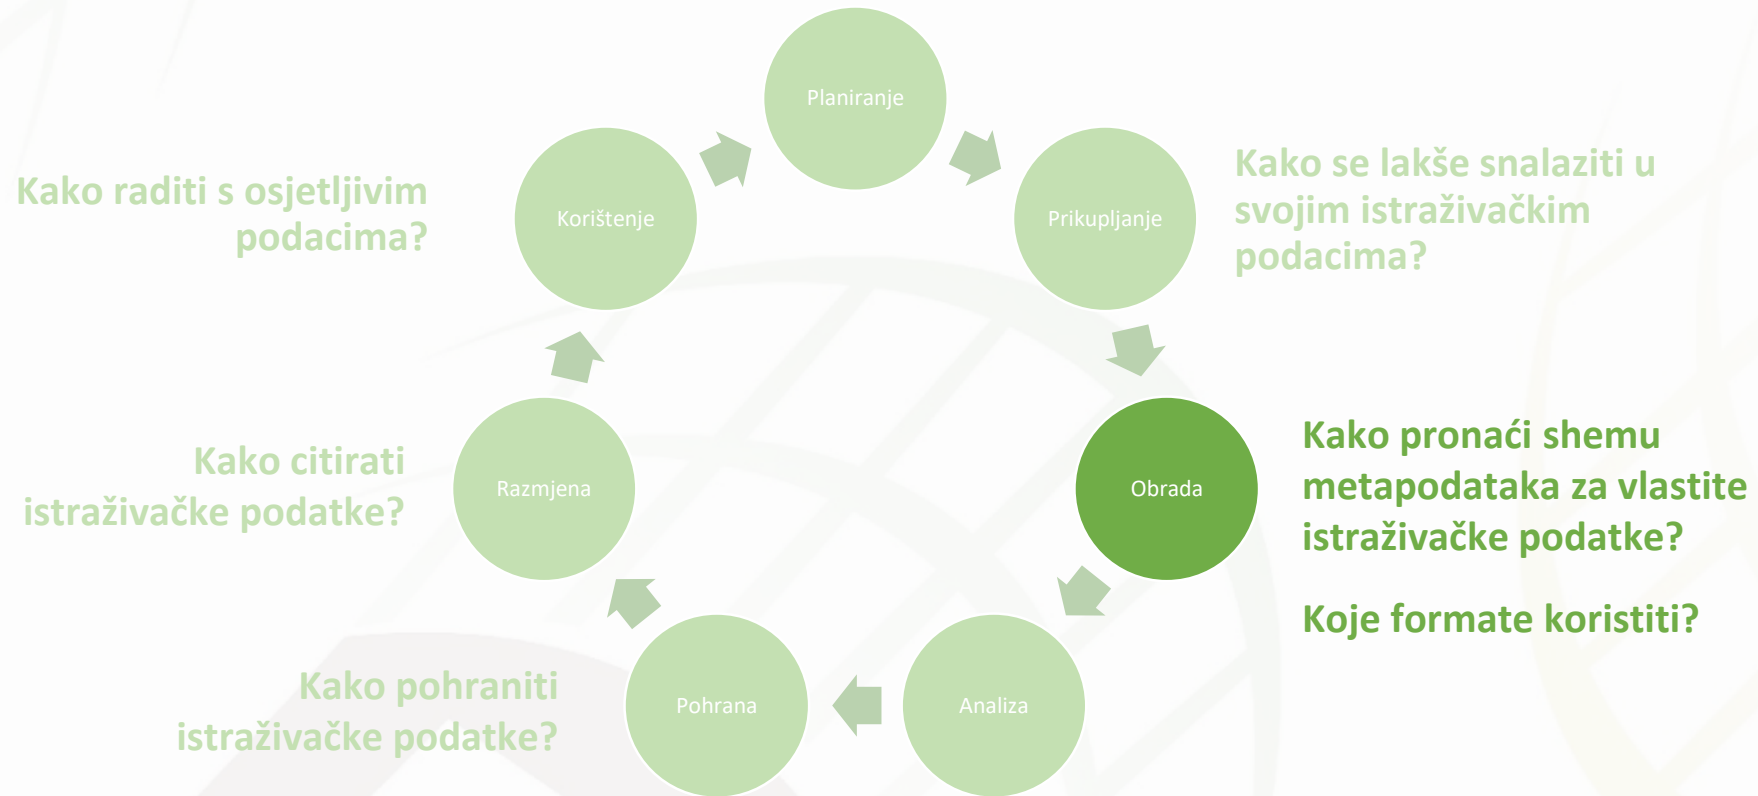 Planiranje
Kako raditi s osjetljivim
podacima?
Korištenje
Prikupljanje
Kako se lakše snalaziti u
svojim istraživačkim
podacima?
Kako citirati
istraživačke podatke?
Razmjena
Obrada
Kako pronaći shemu
metapodataka za vlastite
istraživačke podatke?
Koje formate koristiti?
Kako pohraniti
istraživačke podatke?
Pohrana
Analiza